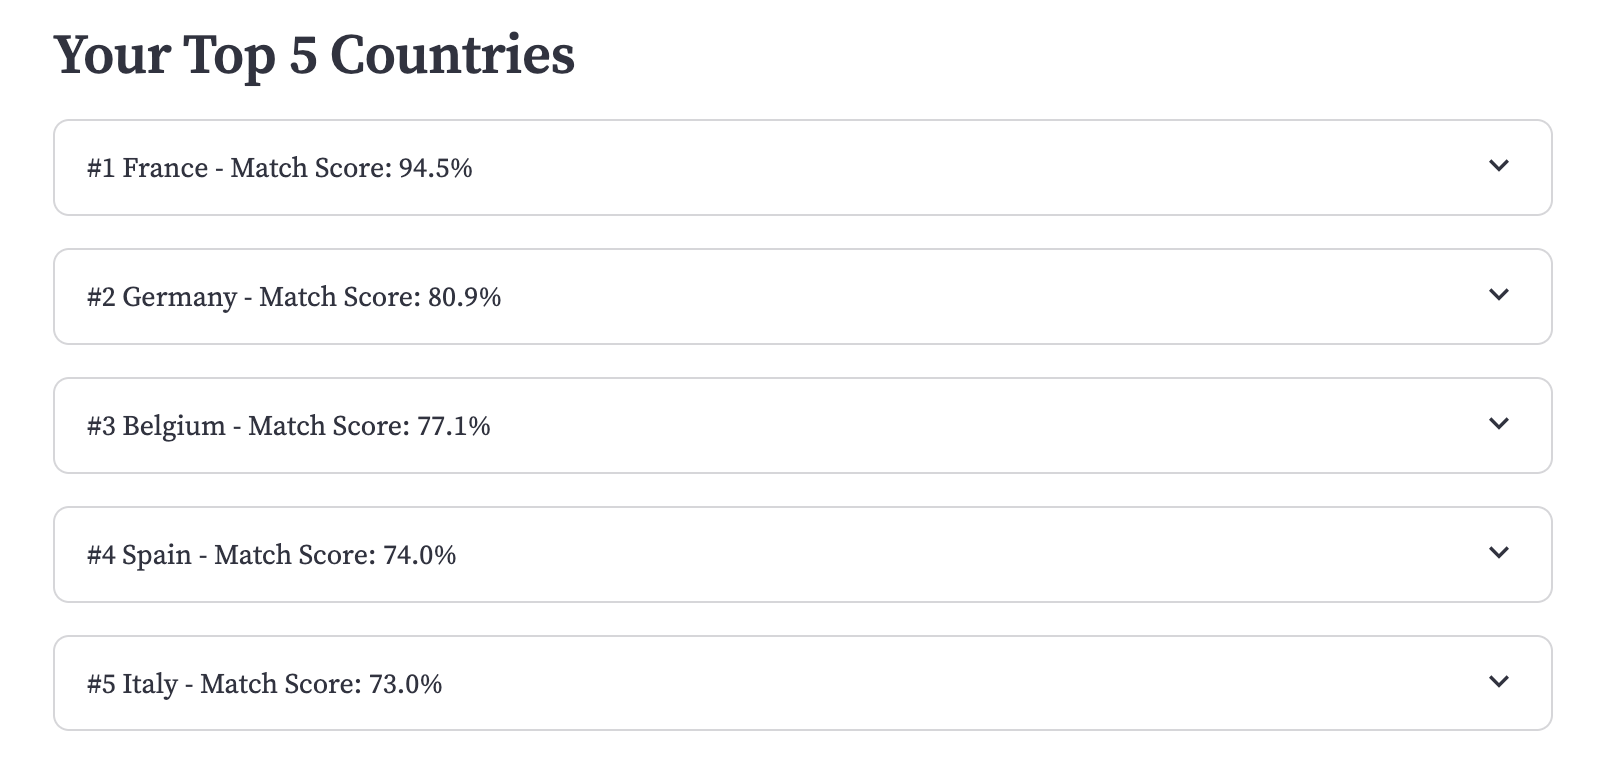 Your Top 5 Countries
#1 France - Match Score: 94.5%
#2 Germany - Match Score: 80.9%
#3 Belgium - Match Score: 77.1%
#4 Spain - Match Score: 74.0%
#5 Italy - Match Score: 73.0%